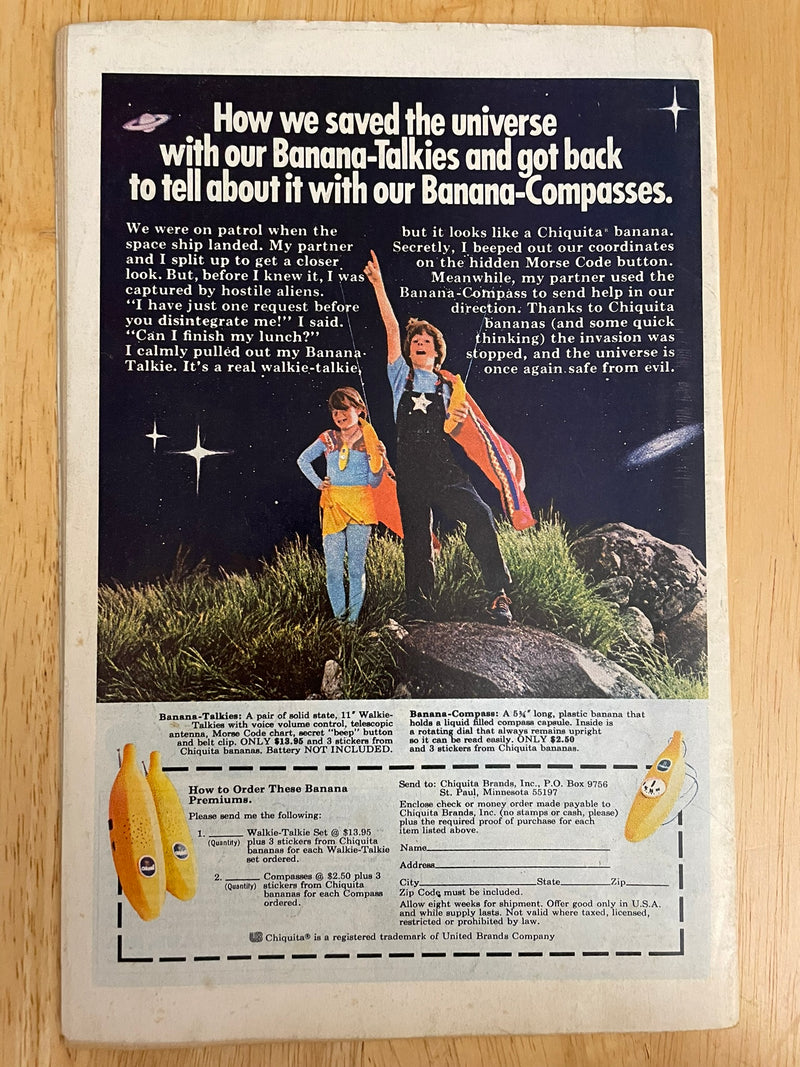 How we saved the universe
with our Banana-Talkies and got back
to tell about it with our Banana-Compasses.
We were on patrol when the
space ship landed. My partner
and I split up to get a closer
look. But, before I knew it, I was
captured by hostile aliens.
"I have just one request before
you disintegrate me!" I said.
"Can I finish my lunch?"
I calmly pulled out my Banana-
Talkie. It's a real walkie-talkie,
but it looks like a Chiquita® banana.
Secretly, I beeped out our coordinates
on the hidden Morse Code button.
Meanwhile, my partner used the
Banana-Compass to send help in our
direction. Thanks to Chiquita
bananas (and some quick
thinking) the invasion was
stopped, and the universe is
once again safe from evil.
Banana-Talkies: A pair of solid state, 11" Walkie-
Talkies with voice volume control, telescopic
antenna, Morse Code chart, secret "beep" button
and belt clip. ONLY $13.95 and 3 stickers from
Chiquita bananas. Battery NOT INCLUDED.
Banana-Compass: A 5¾" long, plastic banana that
holds a liquid filled compass capsule. Inside is
a rotating dial that always remains upright
so it can be read easily. ONLY $2.50
and 3 stickers from Chiquita bananas.
How to Order These Banana
Premiums.
Please send me the following:
1. ______ Walkie-Talkie Set @ $13.95
(Quantity) plus 3 stickers from Chiquita
bananas for each Walkie-Talkie
set ordered.
2. ______ Compasses @ $2.50 plus 3
(Quantity) stickers from Chiquita
bananas for each Compass
ordered.
Send to: Chiquita Brands, Inc., P.O. Box 9756
St. Paul, Minnesota 55197
Enclose check or money order made payable to
Chiquita Brands, Inc. (no stamps or cash, please)
plus the required proof of purchase for each
item listed above.
Name
Address
City State Zip
Zip Code must be included.
Allow eight weeks for shipment. Offer good only in U.S.A.
and while supply lasts. Not valid where taxed, licensed,
restricted or prohibited by law.
Chiquita® is a registered trademark of United Brands Company